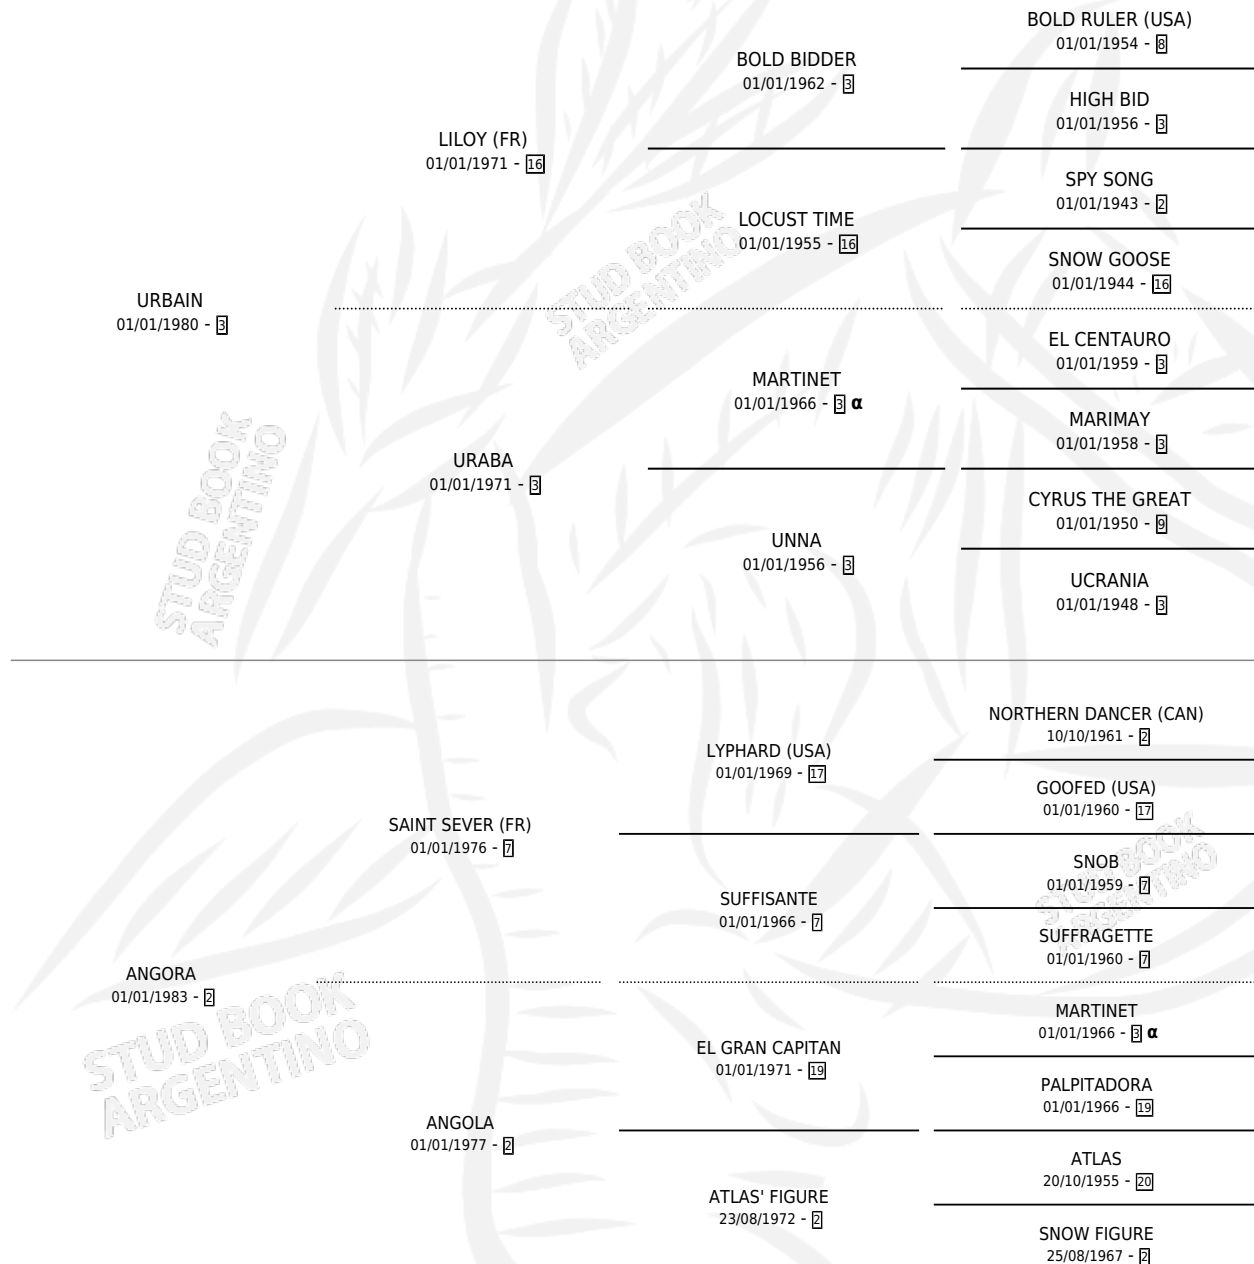 BOLD RULER (USA)
01/01/1954 - 8
BOLD BIDDER
01/01/1962 - 3
HIGH BID
01/01/1956 - 3
LILOY (FR)
01/01/1971 - 16
SPY SONG
01/01/1943 - 2
LOCUST TIME
01/01/1955 - 16
SNOW GOOSE
01/01/1944 - 16
STUD BOOK
ARGENTINO
URBAIN
01/01/1980 - 3
EL CENTAURO
01/01/1959 - 3
MARTINET
01/01/1966 - 3 α
MARIMAY
01/01/1958 - 3
URABA
01/01/1971 - 3
CYRUS THE GREAT
01/01/1950 - 9
UNNA
01/01/1956 - 3
UCRANIA
01/01/1948 - 3
STUD BOOK
ARGENTINO
NORTHERN DANCER (CAN)
10/10/1961 - 2
LYPHARD (USA)
01/01/1969 - 17
GOOFED (USA)
01/01/1960 - 17
SAINT SEVER (FR)
01/01/1976 - 7
SNOB
01/01/1959 - 7
SUFFISANTE
01/01/1966 - 7
SUFFRAGETTE
01/01/1960 - 7
STUD BOOK
ARGENTINO
ANGORA
01/01/1983 - 2
MARTINET
01/01/1966 - 3 α
EL GRAN CAPITAN
01/01/1971 - 19
PALPITADORA
01/01/1966 - 19
STUD BOOK
ARGENTINO
ANGOLA
01/01/1977 - 2
ATLAS
20/10/1955 - 20
ATLAS' FIGURE
23/08/1972 - 2
SNOW FIGURE
25/08/1967 - 2